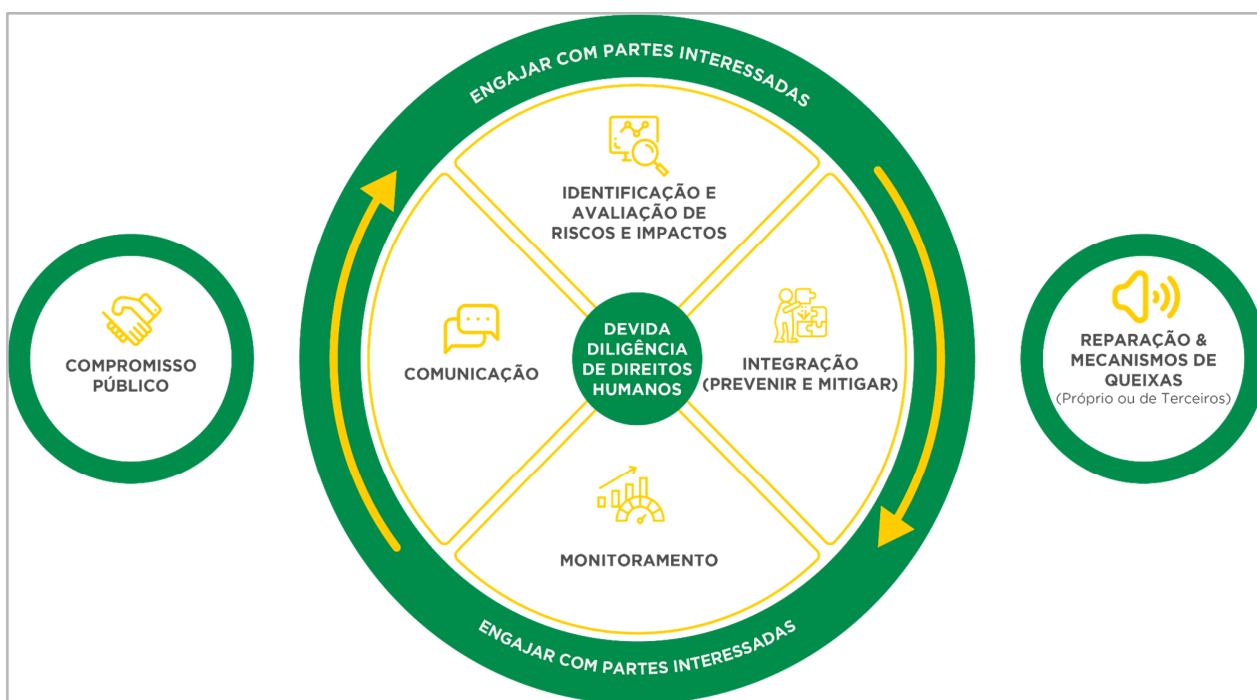 ENGAJAR COM PARTES INTERESSADAS
IDENTIFICAÇÃO E
AVALIAÇÃO DE
RISCOS E IMPACTOS
COMPROMISSO
PÚBLICO
COMUNICAÇÃO
DEVIDA
DILIGÊNCIA
DE DIREITOS
HUMANOS
INTEGRAÇÃO
(PREVENIR E MITIGAR)
REPARAÇÃO &
MECANISMOS DE
QUEIXAS
(Próprio ou de Terceiros)
MONITORAMENTO
ENGAJAR COM PARTES INTERESSADAS